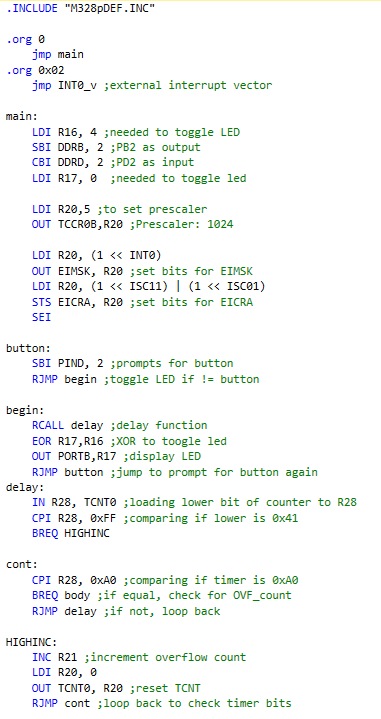 .INCLUDE "M328pDEF.INC"
.org 0
jmp main
.org 0x02
jmp INT0_v ;external interrupt vector
main:
LDI R16, 4 ;needed to toggle LED
SBI DDRB, 2 ;PB2 as output
CBI DDRD, 2 ;PD2 as input
LDI R17, 0 ;needed to toggle led
LDI R20,5 ;to set prescaler
OUT TCCR0B,R20 ;Prescaler: 1024
LDI R20, (1 << INT0)
OUT EIMSK, R20 ;set bits for EIMSK
LDI R20, (1 << ISC11) | (1 << ISC01)
STS EICRA, R20 ;set bits for EICRA
SEI
button:
SBI PIND, 2 ;prompts for button
RJMP begin ;toggle LED if != button
begin:
RCALL delay ;delay function
EOR R17,R16 ;XOR to toogle led
OUT PORTB,R17 ;display LED
RJMP button ;jump to prompt for button again
delay:
IN R28, TCNT0 ;loading lower bit of counter to R28
CPI R28, 0xFF ;comparing if lower is 0x41
BREQ HIGHINC
cont:
CPI R28, 0xA0 ;comparing if timer is 0xA0
BREQ body ;if equal, check for OVF_count
RJMP delay ;if not, loop back
HIGHINC:
INC R21 ;increment overflow count
LDI R20, 0
OUT TCNT0, R20 ;reset TCNT
RJMP cont ;loop back to check timer bits